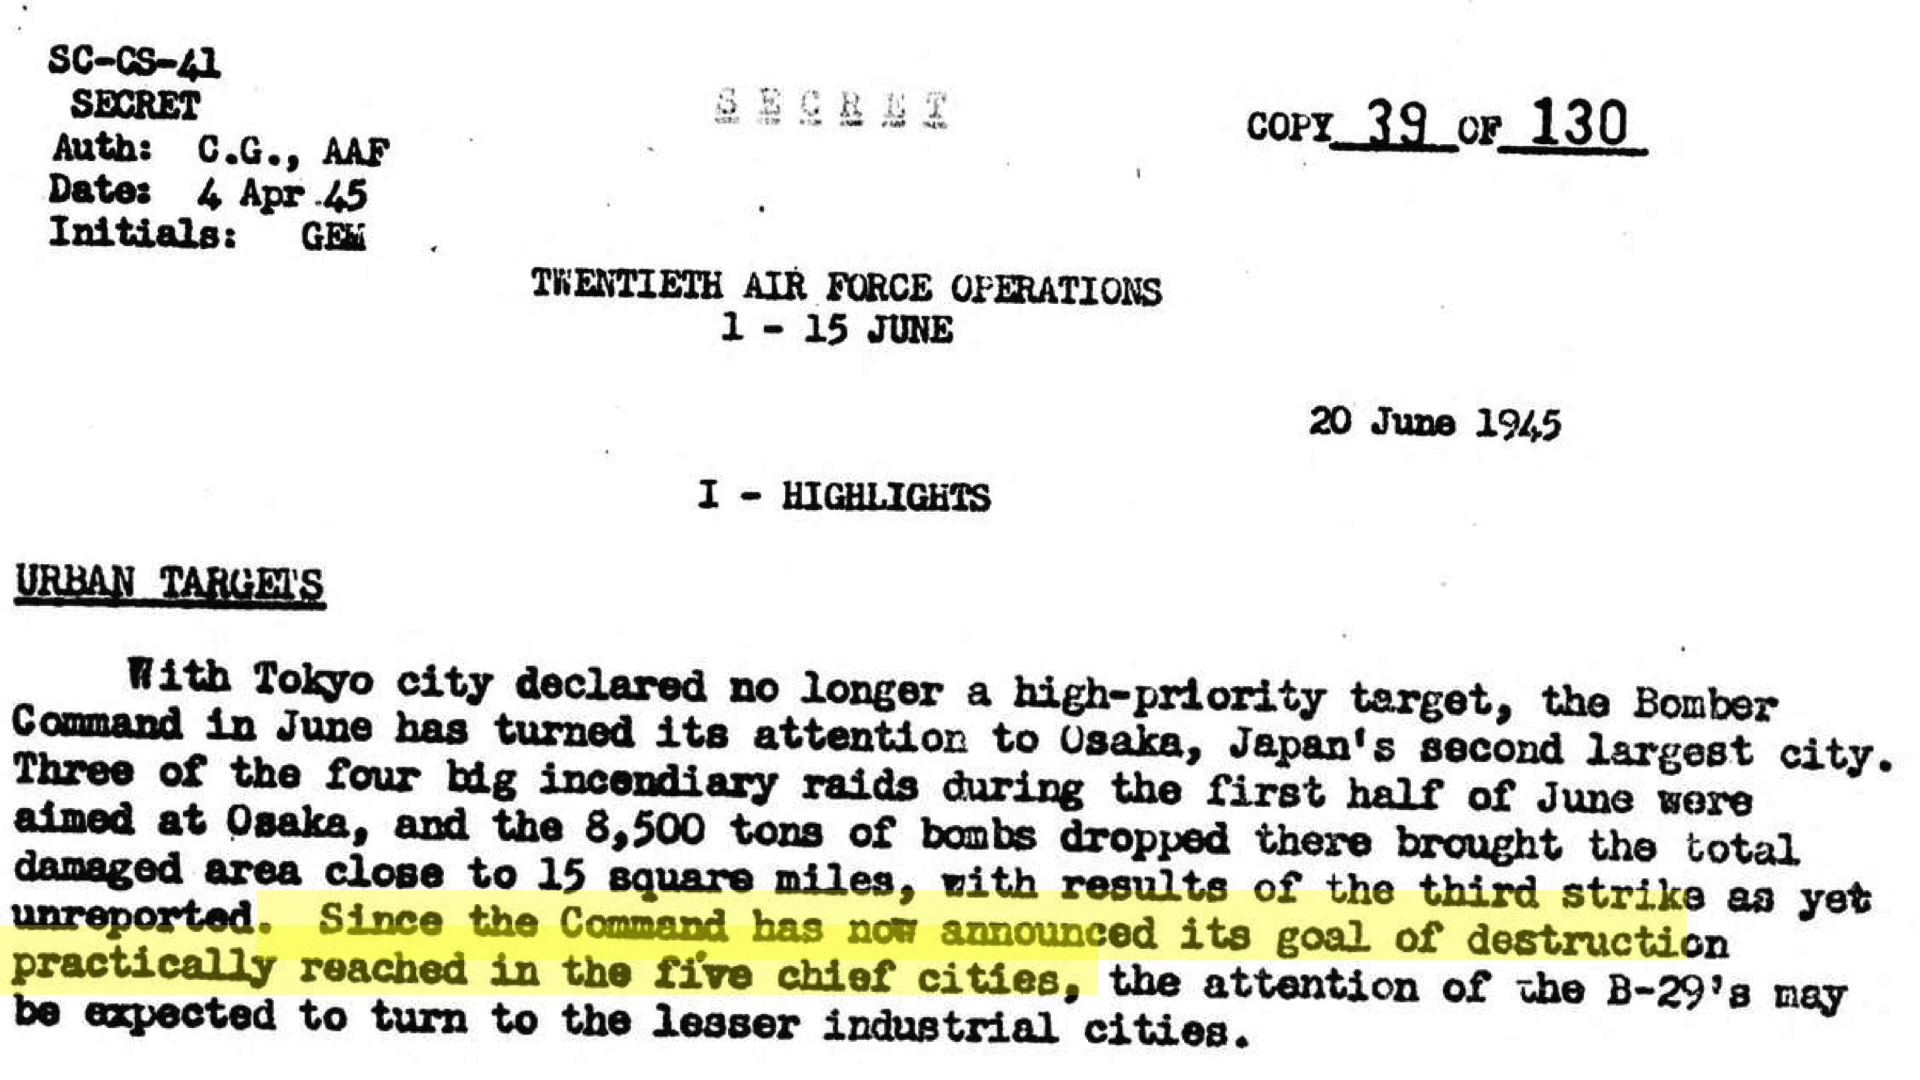 SC-CS-41
SECRET
Auth: C.G., AAF
Date: 4 Apr 45
Initials: GEM
SECRET
COPY 39 OF 130
TWENTIETH AIR FORCE OPERATIONS
1 - 15 JUNE
20 June 1945
I - HIGHLIGHTS
URBAN TARGETS
With Tokyo city declared no longer a high-priority target, the Bomber
Command in June has turned its attention to Osaka, Japan's second largest city.
Three of the four big incendiary raids during the first half of June were
aimed at Osaka, and the 8,500 tons of bombs dropped there brought the total
damaged area close to 15 square miles, with results of the third strike as yet
unreported. Since the Command has now announced its goal of destruction
practically reached in the five chief cities, the attention of the B-29's may
be expected to turn to the lesser industrial cities.